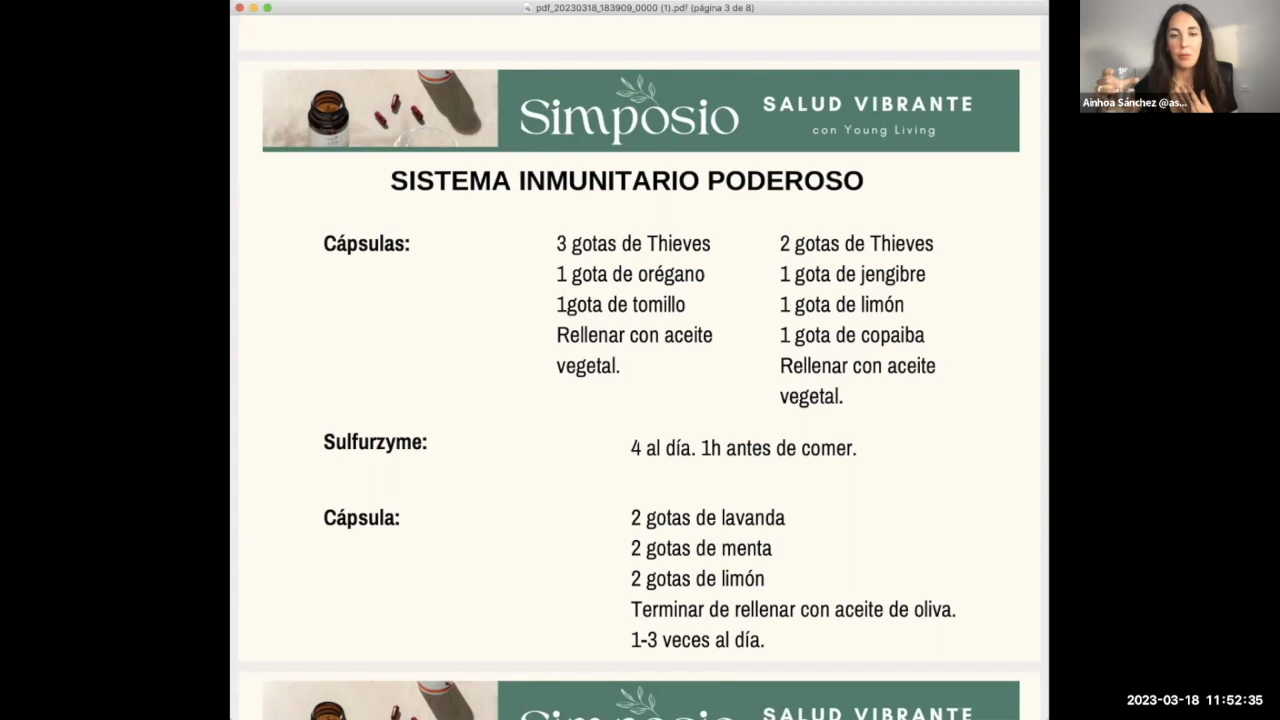 pdf_20230318_183909_0000 (1).pdf (página 3 de 8)
Simposio
SALUD VIBRANTE
con Young Living
Ainhoa Sánchez @as...
SISTEMA INMUNITARIO PODEROSO
Cápsulas:
3 gotas de Thieves
1 gota de orégano
1gota de tomillo
Rellenar con aceite
vegetal.
2 gotas de Thieves
1 gota de jengibre
1 gota de limón
1 gota de copaiba
Rellenar con aceite
vegetal.
Sulfurzyme:
4 al día. 1h antes de comer.
Cápsula:
2 gotas de lavanda
2 gotas de menta
2 gotas de limón
Terminar de rellenar con aceite de oliva.
1-3 veces al día.
Simposio
SALUD VIBRANTE
2023-03-18 11:52:35